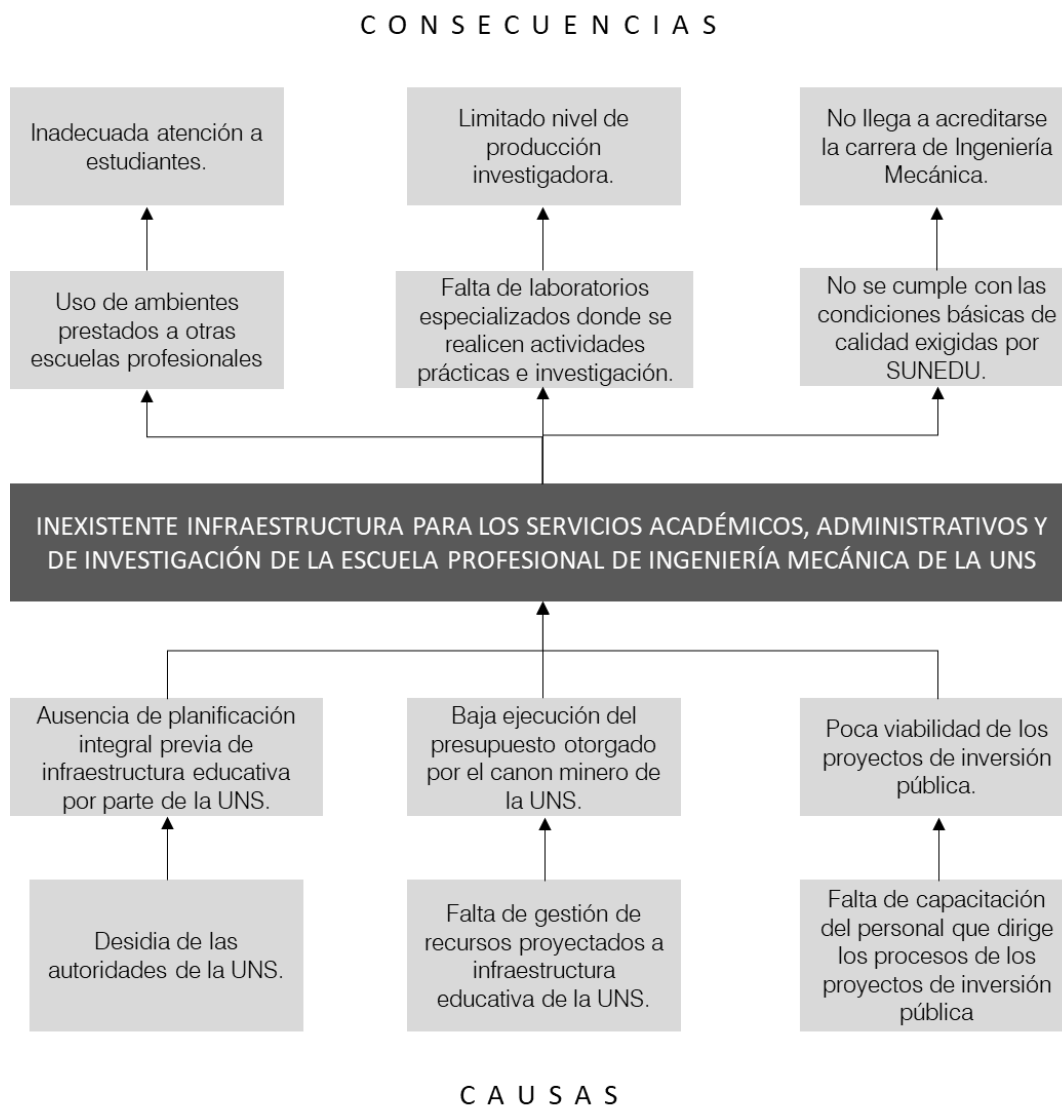 CONSECUENCIAS
Inadecuada atención a
estudiantes.
Limitado nivel de
producción
investigadora.
No llega a acreditarse
la carrera de Ingeniería
Mecánica.
Uso de ambientes
prestados a otras
escuelas profesionales
Falta de laboratorios
especializados donde se
realicen actividades
prácticas e investigación.
No se cumple con las
condiciones básicas de
calidad exigidas por
SUNEDU.
INEXISTENTE INFRAESTRUCTURA PARA LOS SERVICIOS ACADÉMICOS, ADMINISTRATIVOS Y
DE INVESTIGACIÓN DE LA ESCUELA PROFESIONAL DE INGENIERÍA MECÁNICA DE LA UNS
Ausencia de planificación
integral previa de
infraestructura educativa
por parte de la UNS.
Baja ejecución del
presupuesto otorgado
por el canon minero de
la UNS.
Poca viabilidad de los
proyectos de inversión
pública.
Desidia de las
autoridades de la UNS.
Falta de gestión de
recursos proyectados a
infraestructura
educativa de la UNS.
Falta de capacitación
del personal que dirige
los procesos de los
proyectos de inversión
pública
CAUSAS